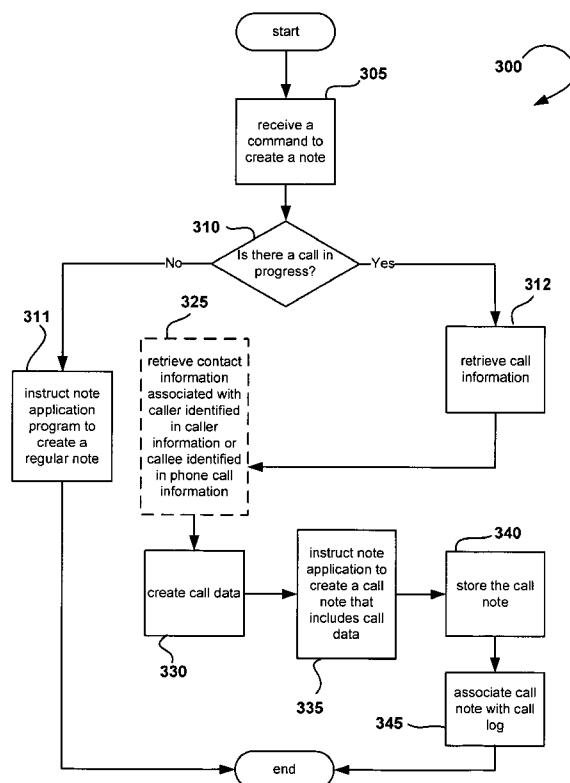 start
300
305
receive a
command to
create a note
310
Is there a call in
progress?
No
Yes
325
312
311
retrieve contact
information
associated with
caller identified
in caller
information or
callee identified
in phone call
information
retrieve call
information
instruct note
application
program to
create a
regular note
340
create call data
instruct note
application to
create a call
note that
includes call
data
store the call
note
330
335
associate call
note with call
log
345
end